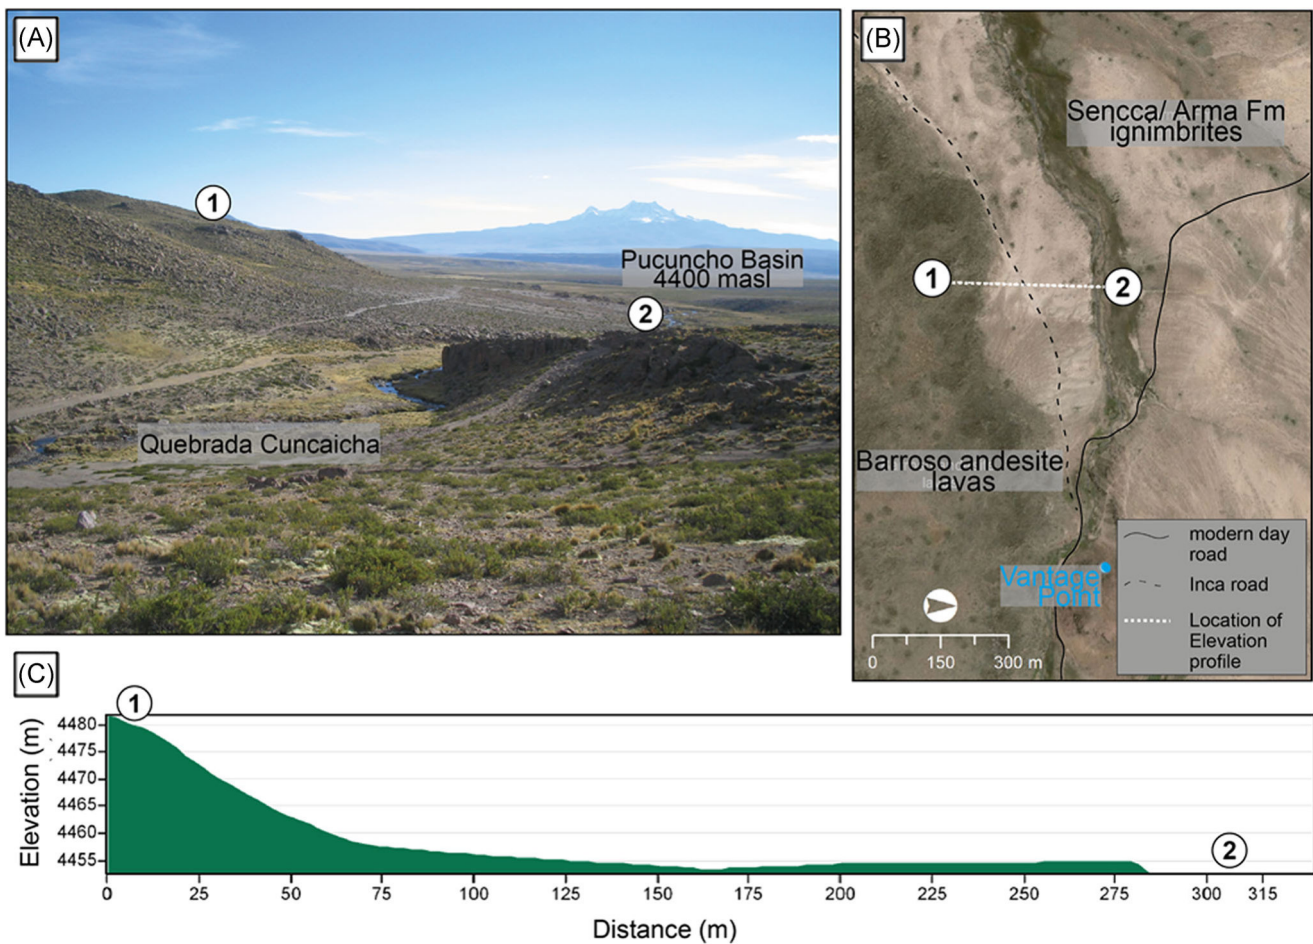 (A)
1
Pucuncho Basin
4400 masl
2
Quebrada Cuncaicha
(B)
Sencca/ Arma Fm
ignimbrites
1
2
Barroso andesite
lavas
Vantage
Point
0 150 300 m
modern day
road
Inca road
Location of
Elevation
profile
(C)
1
2
Elevation (m)
4480
4475
4470
4465
4460
4455
0 25 50 75 100 125 150 175 200 225 250 275 300 315
Distance (m)